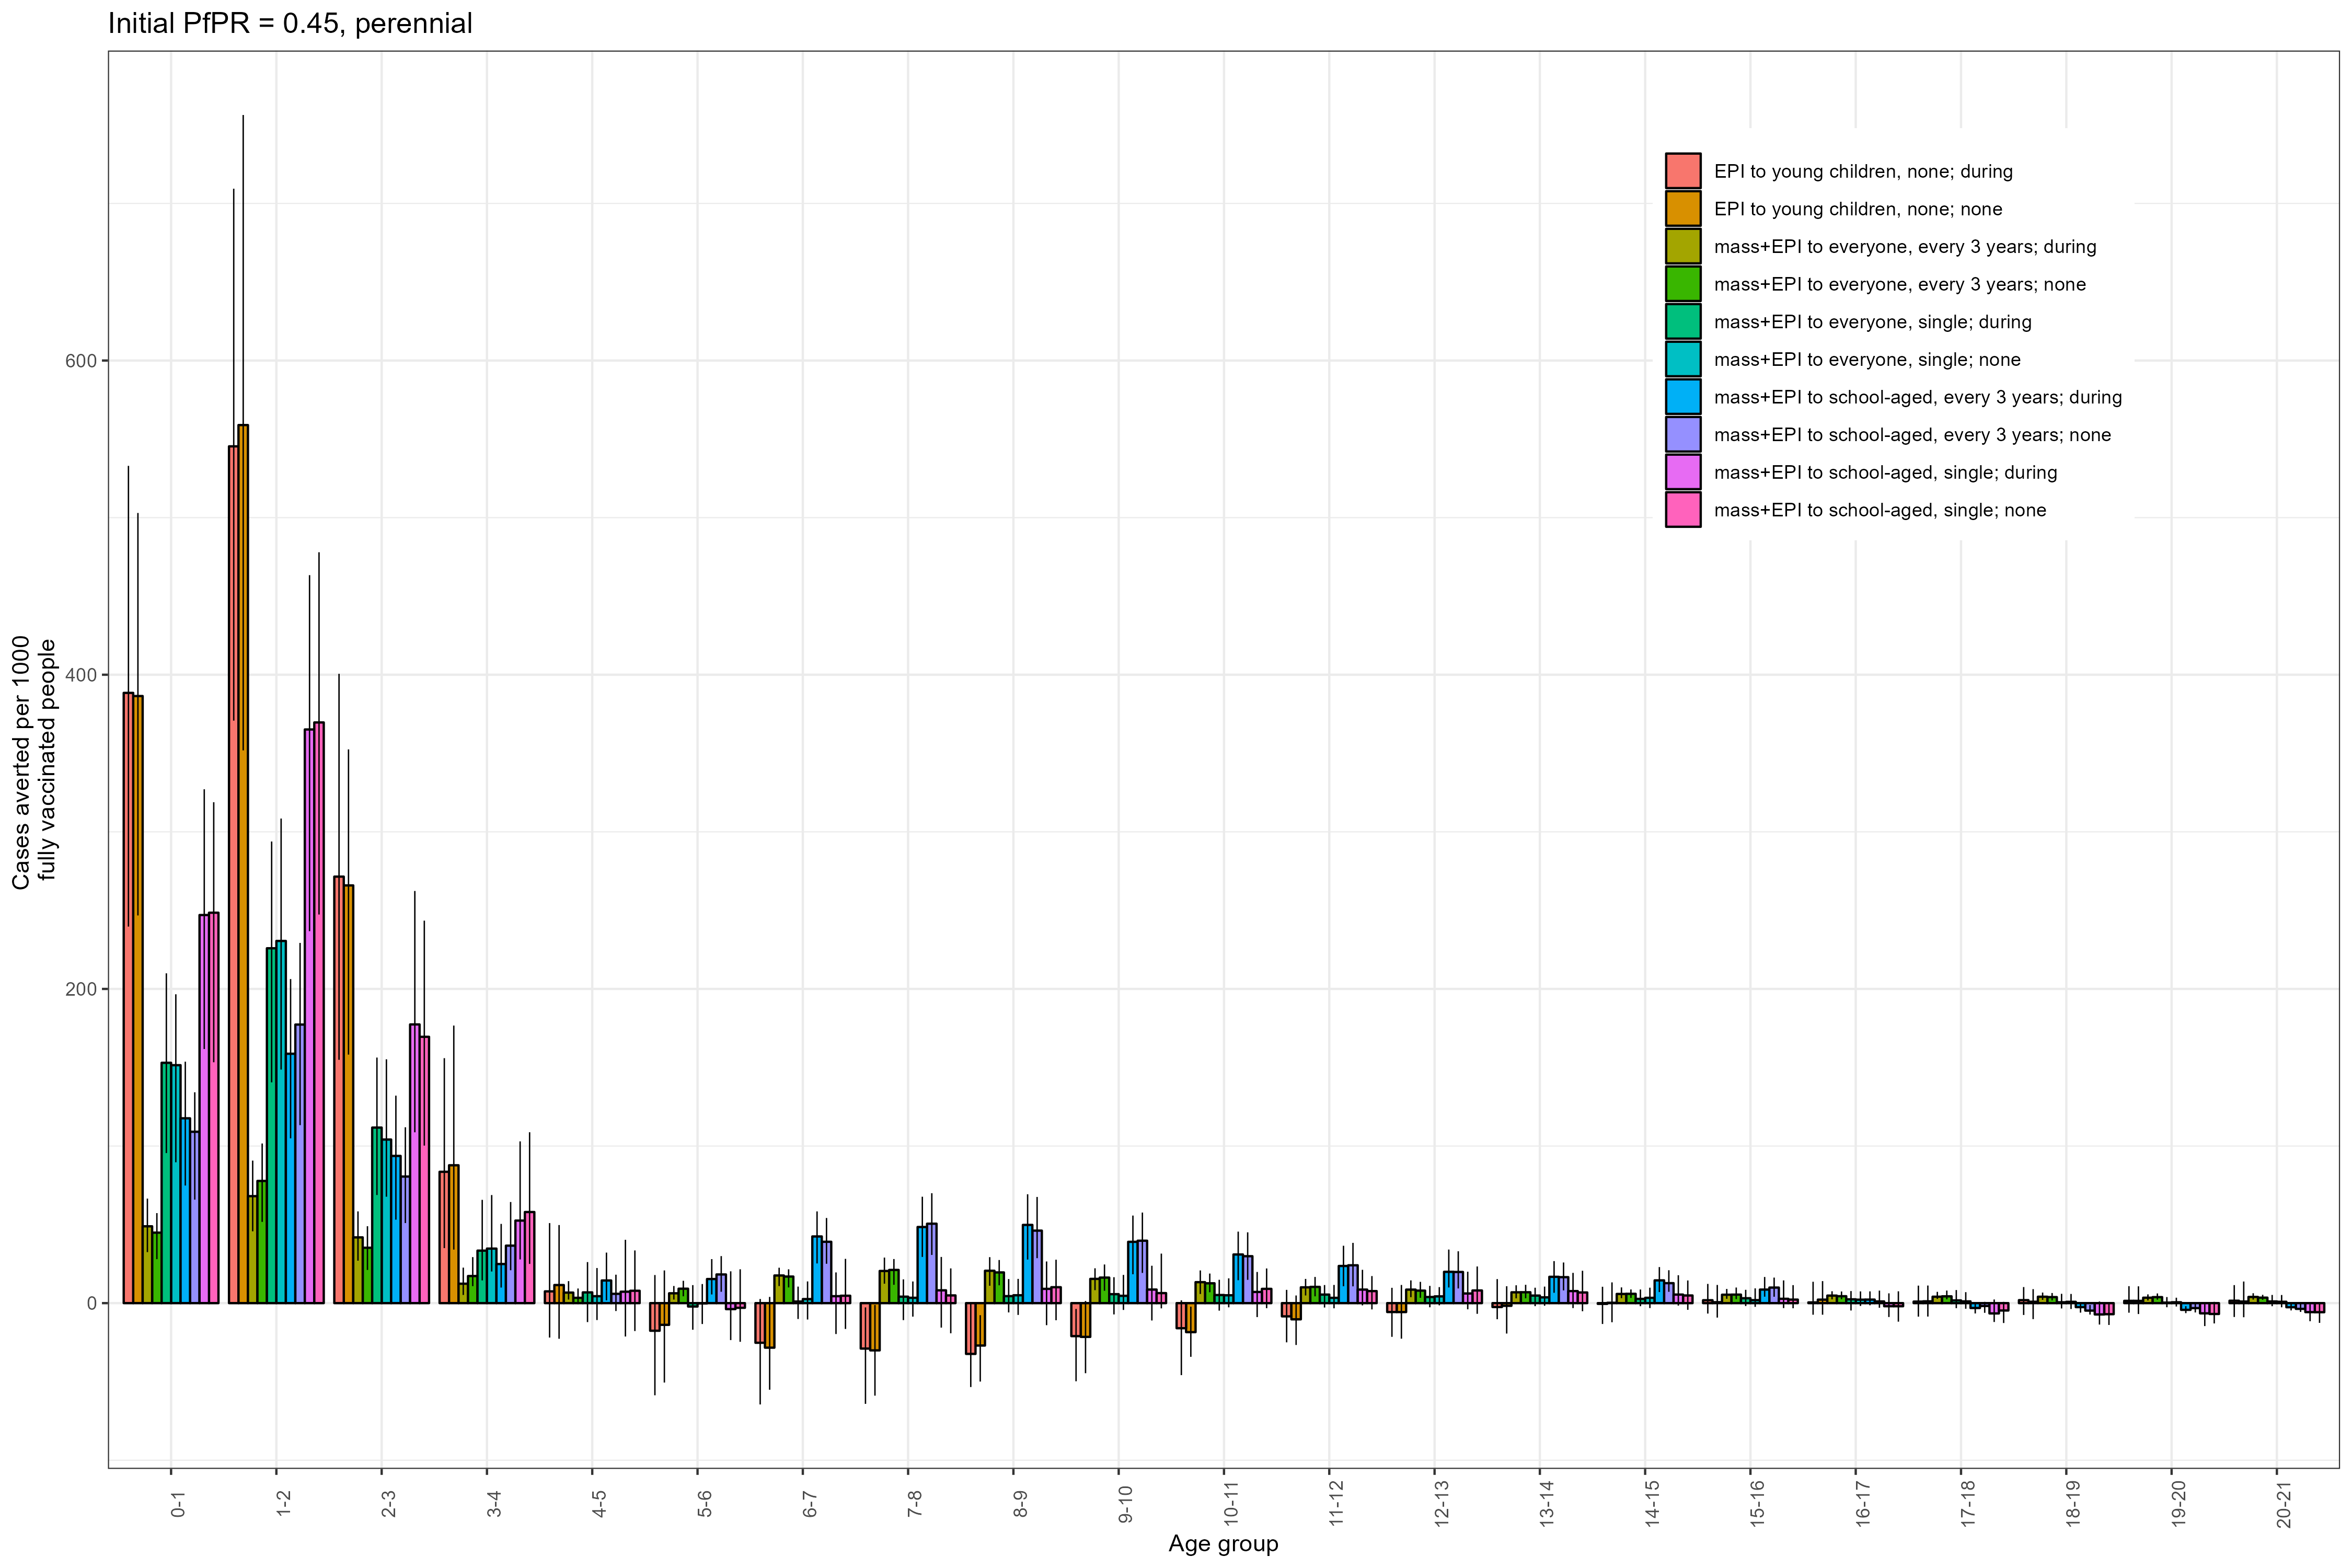 Initial PfPR = 0.45, perennial
Cases averted per 1000
fully vaccinated people
600
400
200
0
EPI to young children, none; during
EPI to young children, none; none
mass+EPI to everyone, every 3 years; during
mass+EPI to everyone, every 3 years; none
mass+EPI to everyone, single; during
mass+EPI to everyone, single; none
mass+EPI to school-aged, every 3 years; during
mass+EPI to school-aged, every 3 years; none
mass+EPI to school-aged, single; during
mass+EPI to school-aged, single; none
0-1
1-2
2-3
3-4
4-5
5-6
6-7
7-8
8-9
9-10
10-11
11-12
12-13
13-14
14-15
15-16
16-17
17-18
18-19
19-20
20-21
Age group